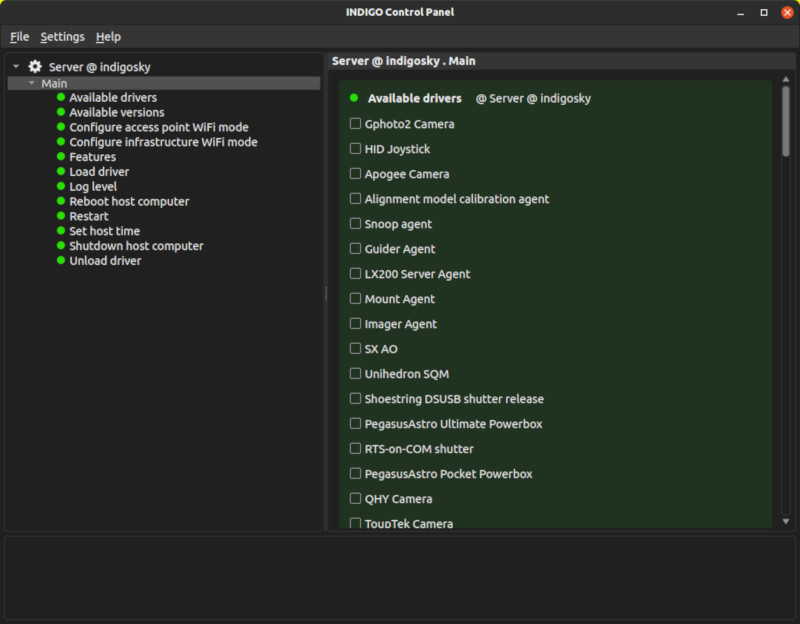 INDIGO Control Panel
File Settings Help
Server @ indigosky
Main
Available drivers
Available versions
Configure access point WiFi mode
Configure infrastructure WiFi mode
Features
Load driver
Log level
Reboot host computer
Restart
Set host time
Shutdown host computer
Unload driver
Server @ indigosky . Main
Available drivers @ Server @ indigosky
Gphoto2 Camera
HID Joystick
Apogee Camera
Alignment model calibration agent
Snoop agent
Guider Agent
LX200 Server Agent
Mount Agent
Imager Agent
SX AO
Unihedron SQM
Shoestring DSUSB shutter release
PegasusAstro Ultimate Powerbox
RTS-on-COM shutter
PegasusAstro Pocket Powerbox
QHY Camera
ToupTek Camera